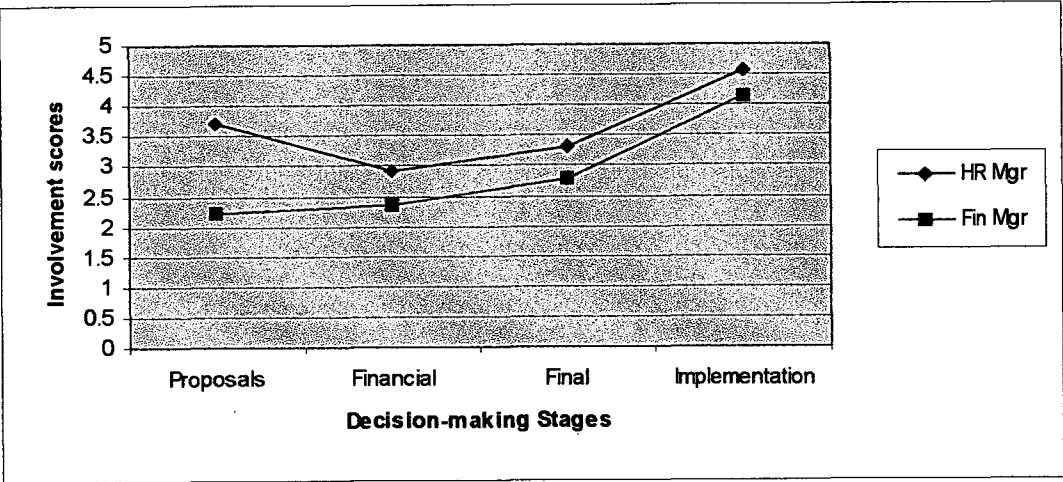 5
4.5
4
3.5
3
2.5
2
1.5
1
0.5
0
Involvement scores
Proposals Financial Final Implementation
Decision-making Stages
HR Mgr
Fin Mgr